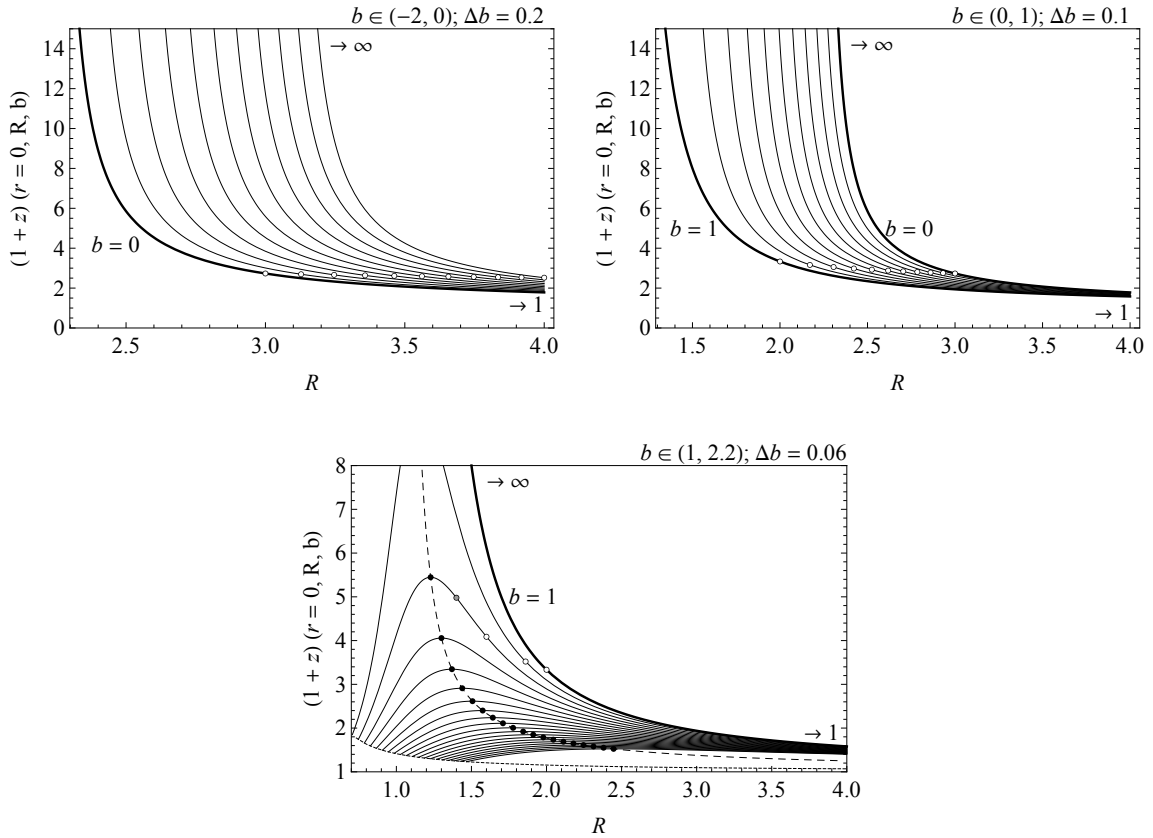 b ∈ (−2, 0); Δb = 0.2
(1 + z) (r = 0, R, b)
14
12
10
8
6
4
2
0
→ ∞
b = 0
→ 1
2.5 3.0 3.5 4.0
R
b ∈ (0, 1); Δb = 0.1
(1 + z) (r = 0, R, b)
14
12
10
8
6
4
2
0
→ ∞
b = 1
b = 0
→ 1
1.5 2.0 2.5 3.0 3.5 4.0
R
b ∈ (1, 2.2); Δb = 0.06
(1 + z) (r = 0, R, b)
8
7
6
5
4
3
2
1
→ ∞
b = 1
→ 1
1.0 1.5 2.0 2.5 3.0 3.5 4.0
R